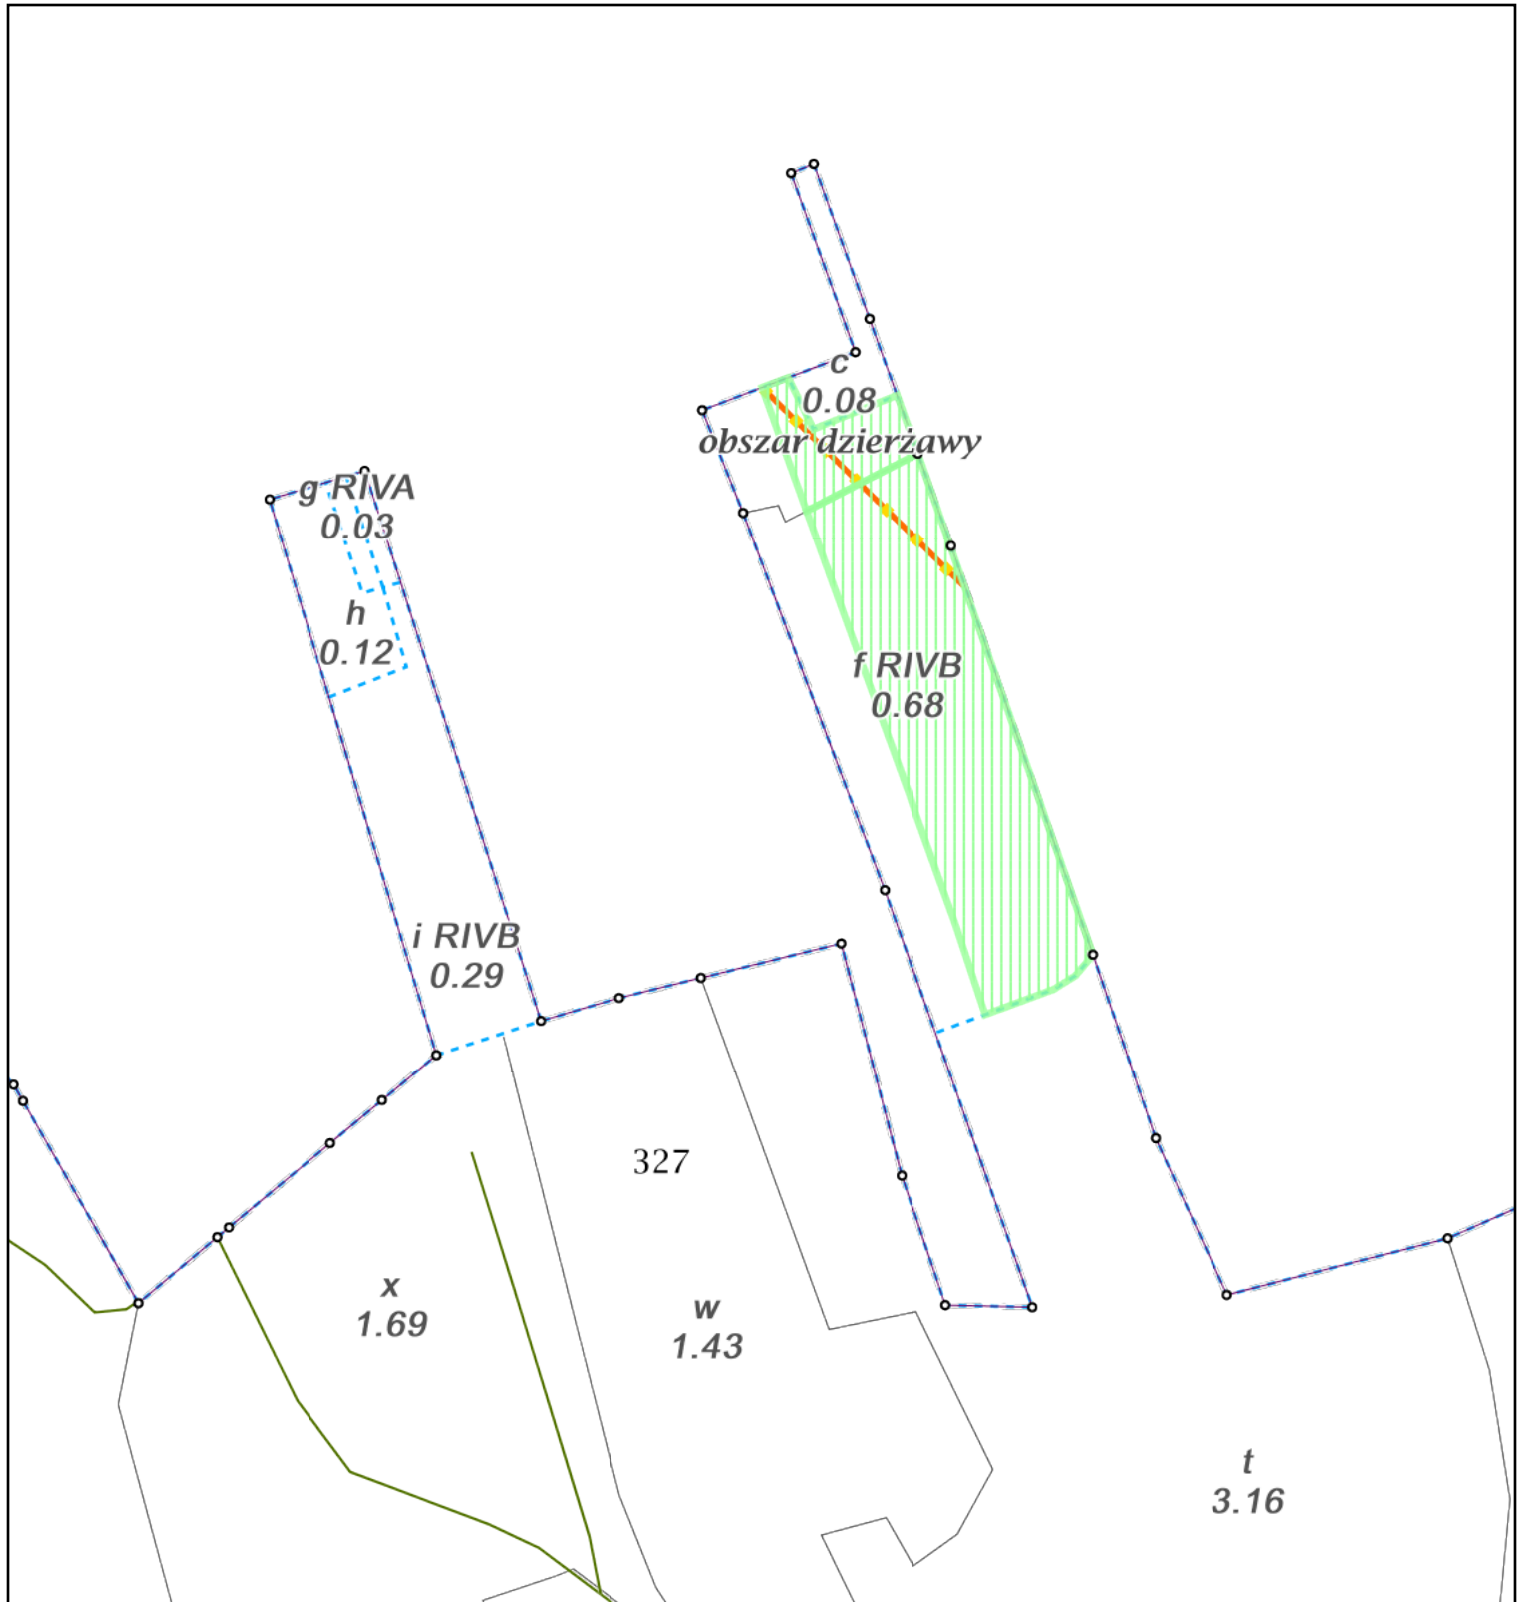 c
0.08
obszar dzierżawy
g RIVA
0.03
h
0.12
f RIVB
0.68
i RIVB
0.29
327
x
1.69
w
1.43
t
3.16